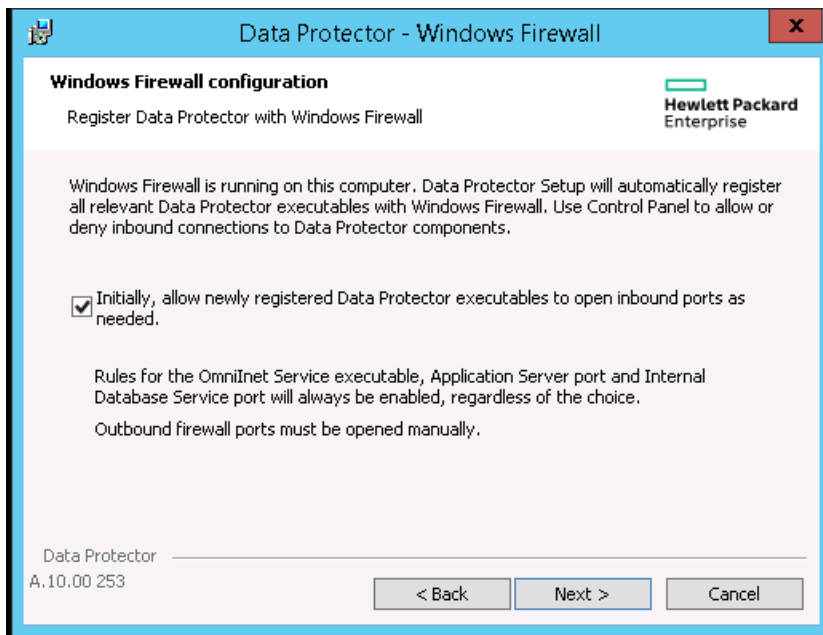 Data Protector - Windows Firewall
Windows Firewall configuration
Register Data Protector with Windows Firewall
Hewlett Packard
Enterprise
Windows Firewall is running on this computer. Data Protector Setup will automatically register
all relevant Data Protector executables with Windows Firewall. Use Control Panel to allow or
deny inbound connections to Data Protector components.
Initially, allow newly registered Data Protector executables to open inbound ports as
needed.
Rules for the OmniInet Service executable, Application Server port and Internal
Database Service port will always be enabled, regardless of the choice.
Outbound firewall ports must be opened manually.
Data Protector
A.10.00 253
< Back
Next >
Cancel